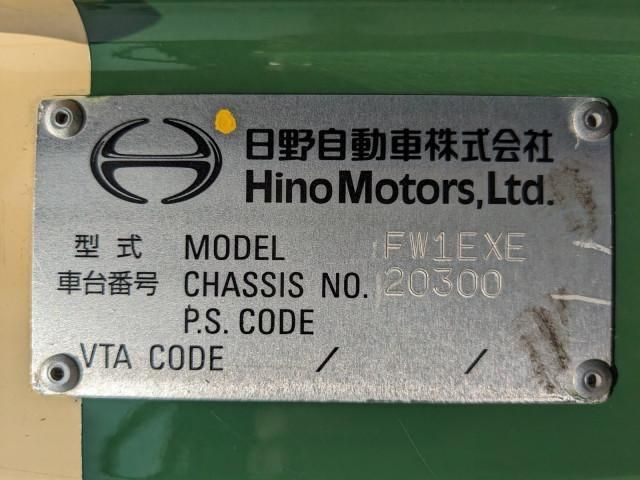 日野自動車株式会社
Hino Motors, Ltd.
型式 MODEL FW1EXE
車台番号 CHASSIS NO. 20300
P.S. CODE
VTA CODE / /